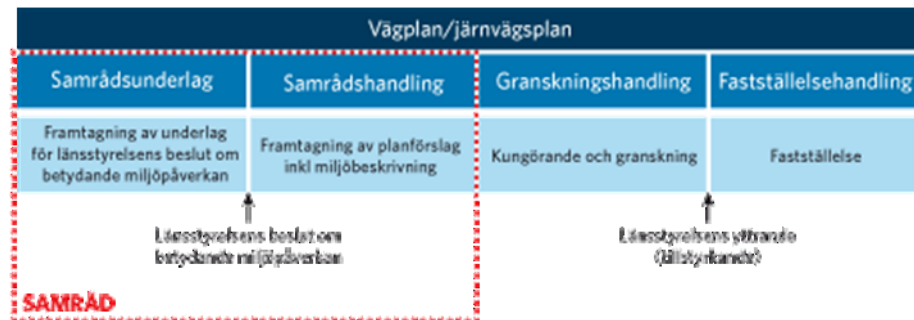 Vägplan/järnvägsplan
Samrådsunderlag
Samrådshandling
Granskningshandling
Fastställelsehandling
Framtagning av underlag
för länsstyrelsens beslut om
betydande miljöpåverkan
Framtagning av planförslag
inkl miljöbeskrivning
Kungörande och granskning
Fastställelse
Länsstyrelsens beslut om
betydande miljöpåverkan
Länsstyrelsens yttrande
(tillstyrkande)
SAMRÅD